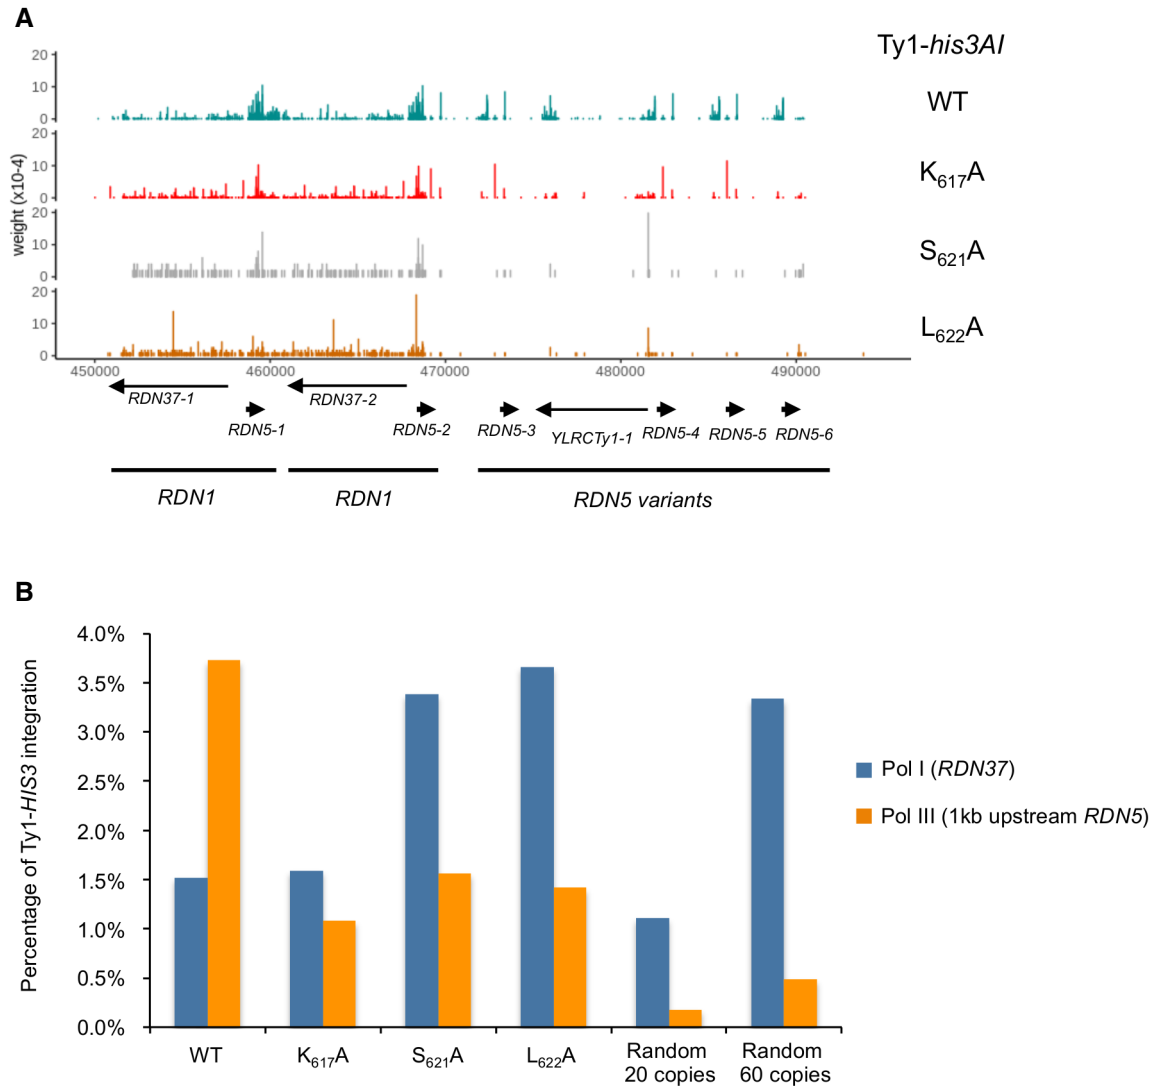 A
Ty1-his3AI
20
10
0
WT
20
10
0
K617A
weight (x10-4)
20
10
0
S621A
20
10
0
L622A
450000 460000 470000 480000 490000
RDN37-1 RDN37-2
RDN5-1 RDN5-2 RDN5-3 YLRCTy1-1 RDN5-4 RDN5-5 RDN5-6
RDN1 RDN1 RDN5 variants
B
Percentage of Ty1-HIS3 integration
4.0%
3.5%
3.0%
2.5%
2.0%
1.5%
1.0%
0.5%
0.0%
Pol I (RDN37)
Pol III (1kb upstream RDN5)
WT K617A S621A L622A Random 20 copies Random 60 copies